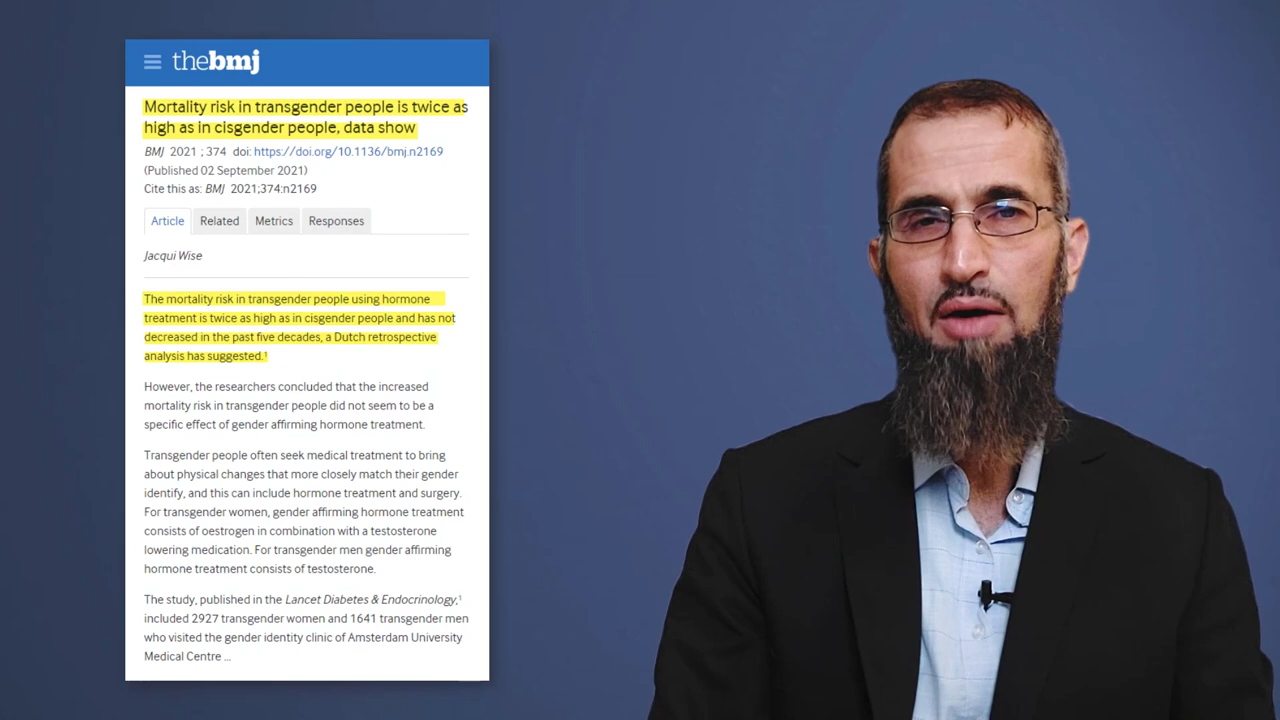 thebmj
Mortality risk in transgender people is twice as
high as in cisgender people, data show
BMJ 2021 ; 374 doi: https://doi.org/10.1136/bmj.n2169
(Published 02 September 2021)
Cite this as: BMJ 2021;374:n2169
Article Related Metrics Responses
Jacqui Wise
The mortality risk in transgender people using hormone
treatment is twice as high as in cisgender people and has not
decreased in the past five decades, a Dutch retrospective
analysis has suggested.¹
However, the researchers concluded that the increased
mortality risk in transgender people did not seem to be a
specific effect of gender affirming hormone treatment.
Transgender people often seek medical treatment to bring
about physical changes that more closely match their gender
identify, and this can include hormone treatment and surgery.
For transgender women, gender affirming hormone treatment
consists of oestrogen in combination with a testosterone
lowering medication. For transgender men gender affirming
hormone treatment consists of testosterone.
The study, published in the Lancet Diabetes & Endocrinology,¹
included 2927 transgender women and 1641 transgender men
who visited the gender identity clinic of Amsterdam University
Medical Centre ...